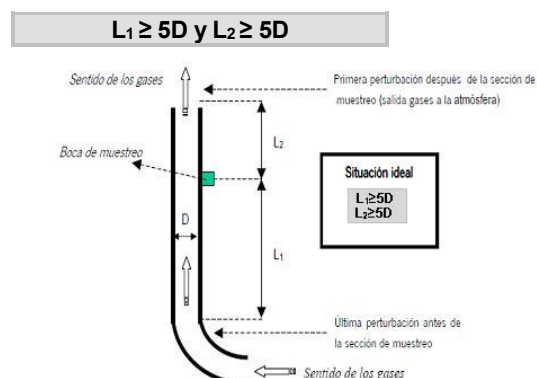 L₁ ≥ 5D y L₂ ≥ 5D
Sentido de los gases
Primera perturbación después de la sección de
muestreo (salida gases a la atmósfera)
L₂
Boca de muestreo
Situación ideal
L₁≥5D
L₂≥5D
D
L₁
Última perturbación antes de
la sección de muestreo
Sentido de los gases